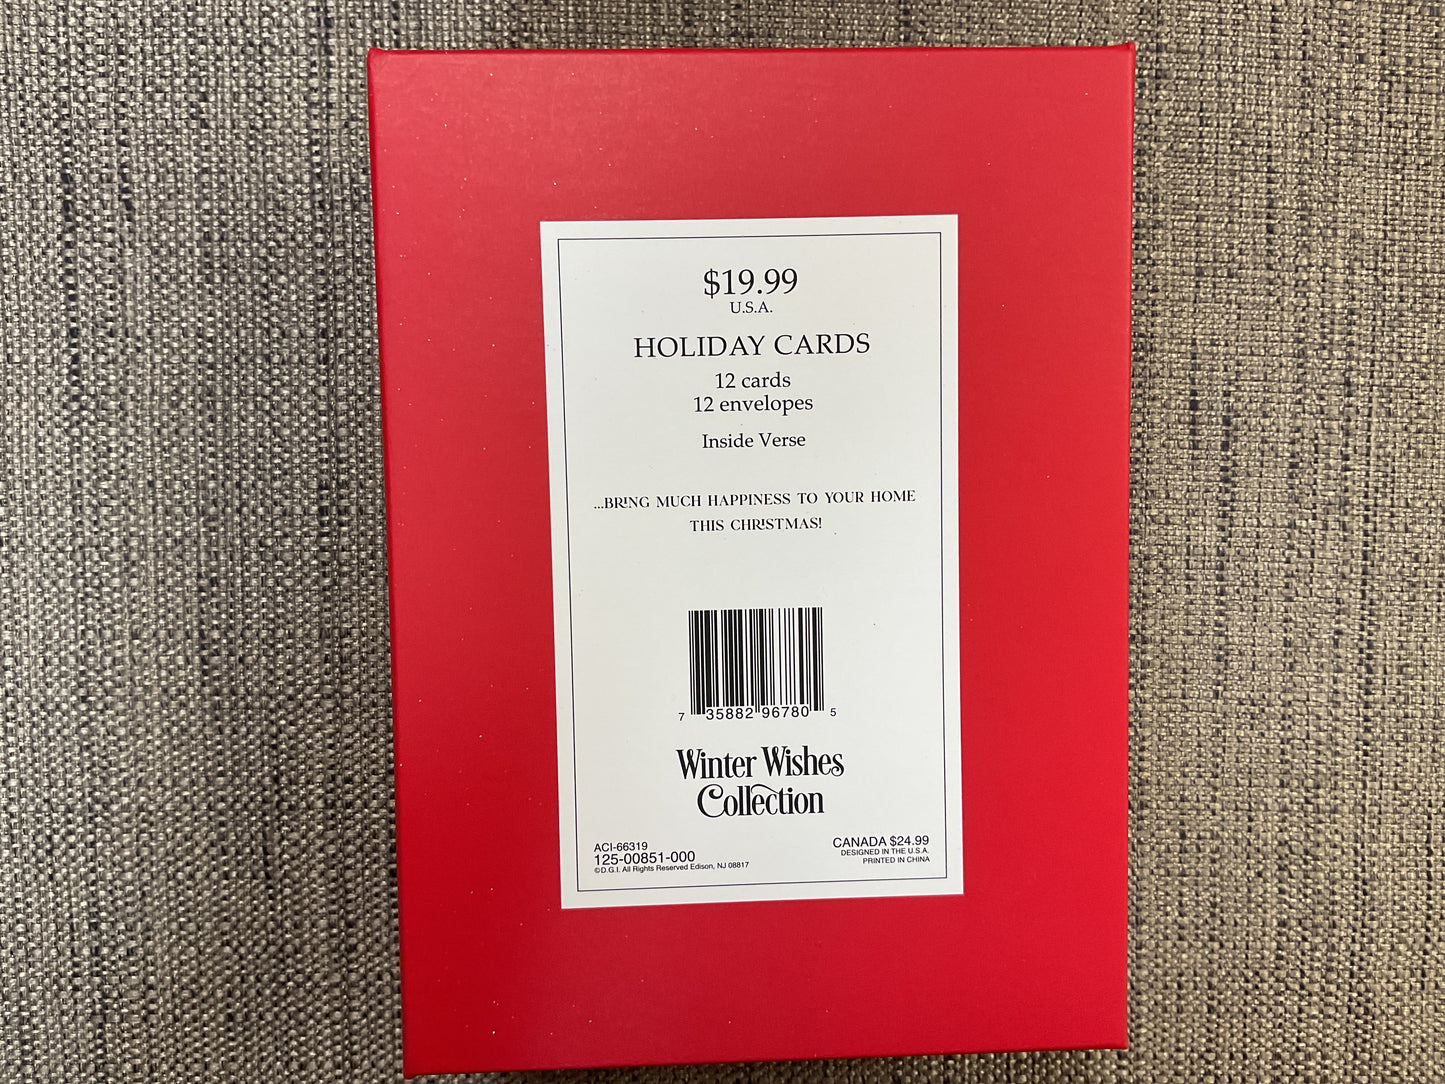 $19.99
U.S.A.
HOLIDAY CARDS
12 cards
12 envelopes
Inside Verse
...BRING MUCH HAPPINESS TO YOUR HOME
THIS CHRISTMAS!
7 35882 96780 5
Winter Wishes
Collection
ACI-66319
125-00851-000
©D.G.I. All Rights Reserved Edison, NJ 08817
CANADA $24.99
DESIGNED IN THE U.S.A.
PRINTED IN CHINA